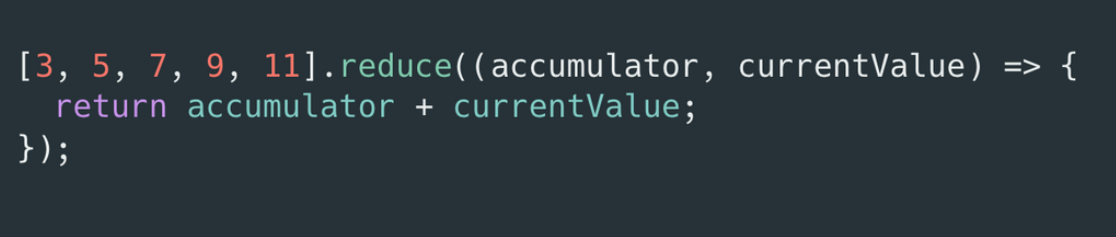 [3, 5, 7, 9, 11].reduce((accumulator, currentValue) => {
  return accumulator + currentValue;
});